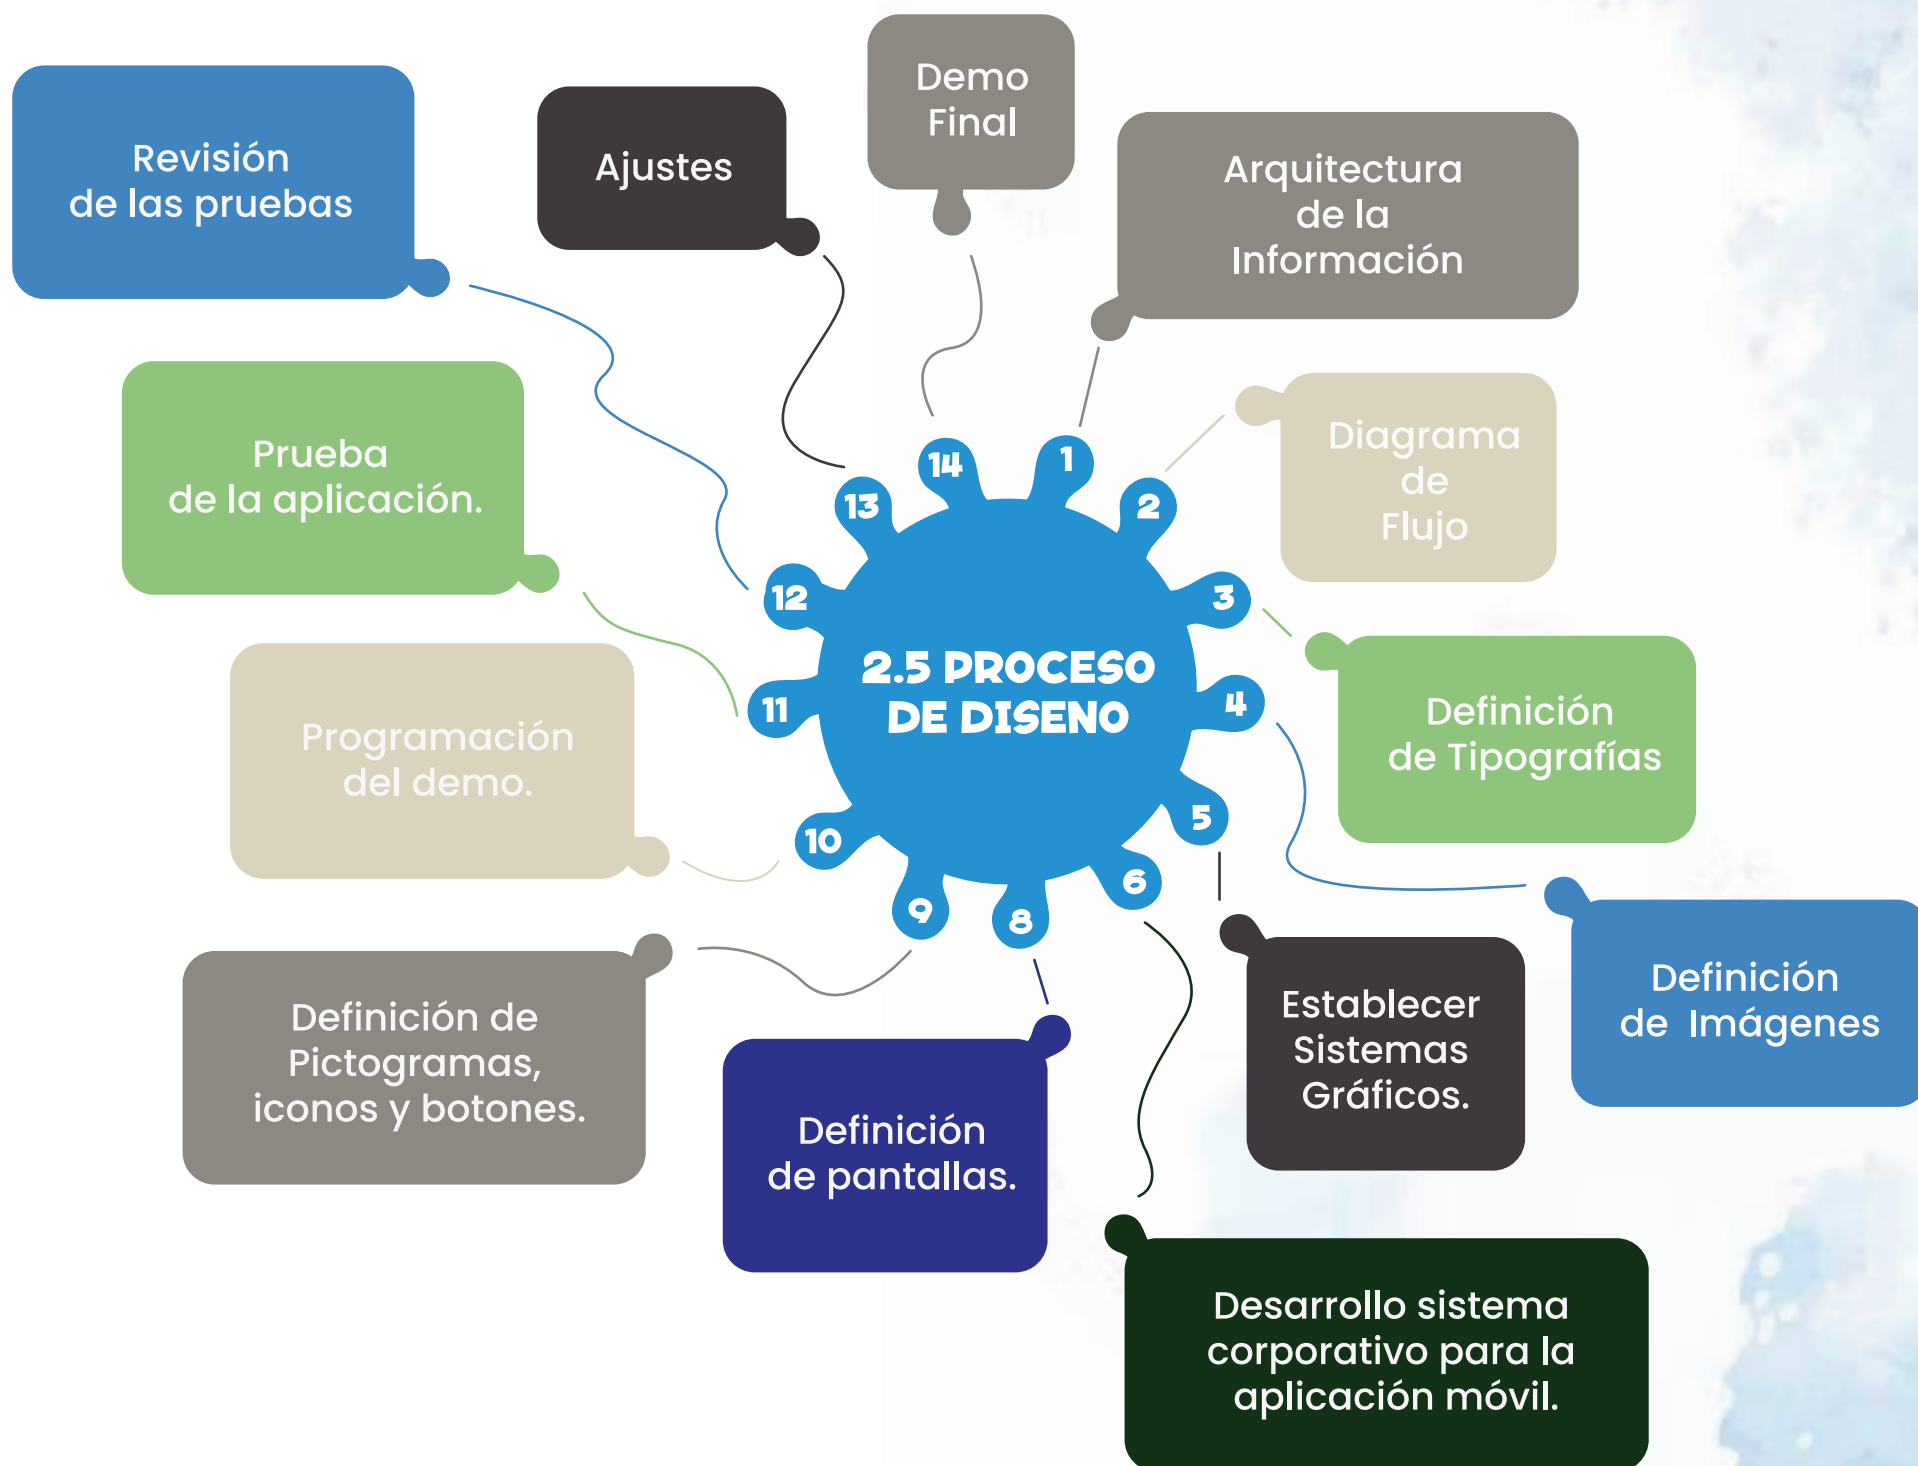 2.5 PROCESO
DE DISENO
1
Arquitectura
de la
Información
2
Diagrama
de
Flujo
3
Definición
de Tipografías
4
Definición
de Imágenes
5
Establecer
Sistemas
Gráficos.
6
Desarrollo sistema
corporativo para la
aplicación móvil.
8
Definición
de pantallas.
9
Definición de
Pictogramas,
iconos y botones.
10
Programación
del demo.
11
Prueba
de la aplicación.
12
Revisión
de las pruebas
13
Ajustes
14
Demo
Final